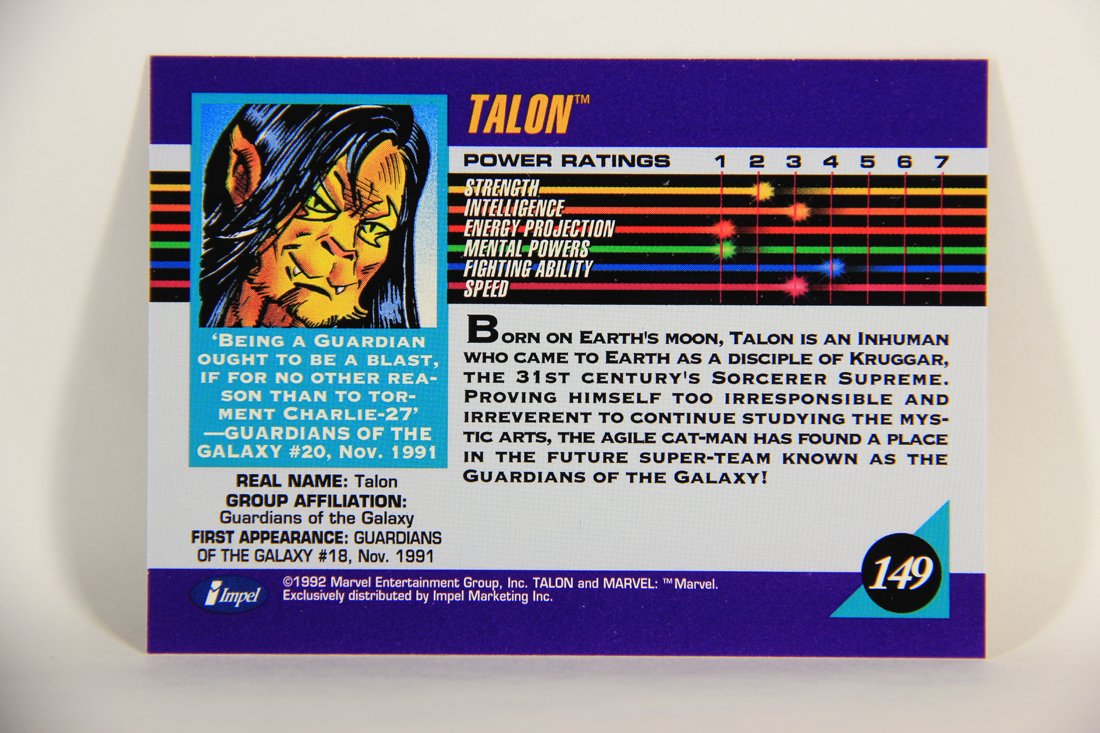 TALON™
POWER RATINGS 1 2 3 4 5 6 7
STRENGTH
INTELLIGENCE
ENERGY PROJECTION
MENTAL POWERS
FIGHTING ABILITY
SPEED
'BEING A GUARDIAN
OUGHT TO BE A BLAST,
IF FOR NO OTHER REA-
SON THAN TO TOR-
MENT CHARLIE-27'
—GUARDIANS OF THE
GALAXY #20, NOV. 1991
REAL NAME: Talon
GROUP AFFILIATION:
Guardians of the Galaxy
FIRST APPEARANCE: GUARDIANS
OF THE GALAXY #18, Nov. 1991
BORN ON EARTH'S MOON, TALON IS AN INHUMAN
WHO CAME TO EARTH AS A DISCIPLE OF KRUGGAR,
THE 31ST CENTURY'S SORCERER SUPREME.
PROVING HIMSELF TOO IRRESPONSIBLE AND
IRREVERENT TO CONTINUE STUDYING THE MYS-
TIC ARTS, THE AGILE CAT-MAN HAS FOUND A PLACE
IN THE FUTURE SUPER-TEAM KNOWN AS THE
GUARDIANS OF THE GALAXY!
149
Impel
©1992 Marvel Entertainment Group, Inc. TALON and MARVEL: ™Marvel.
Exclusively distributed by Impel Marketing Inc.